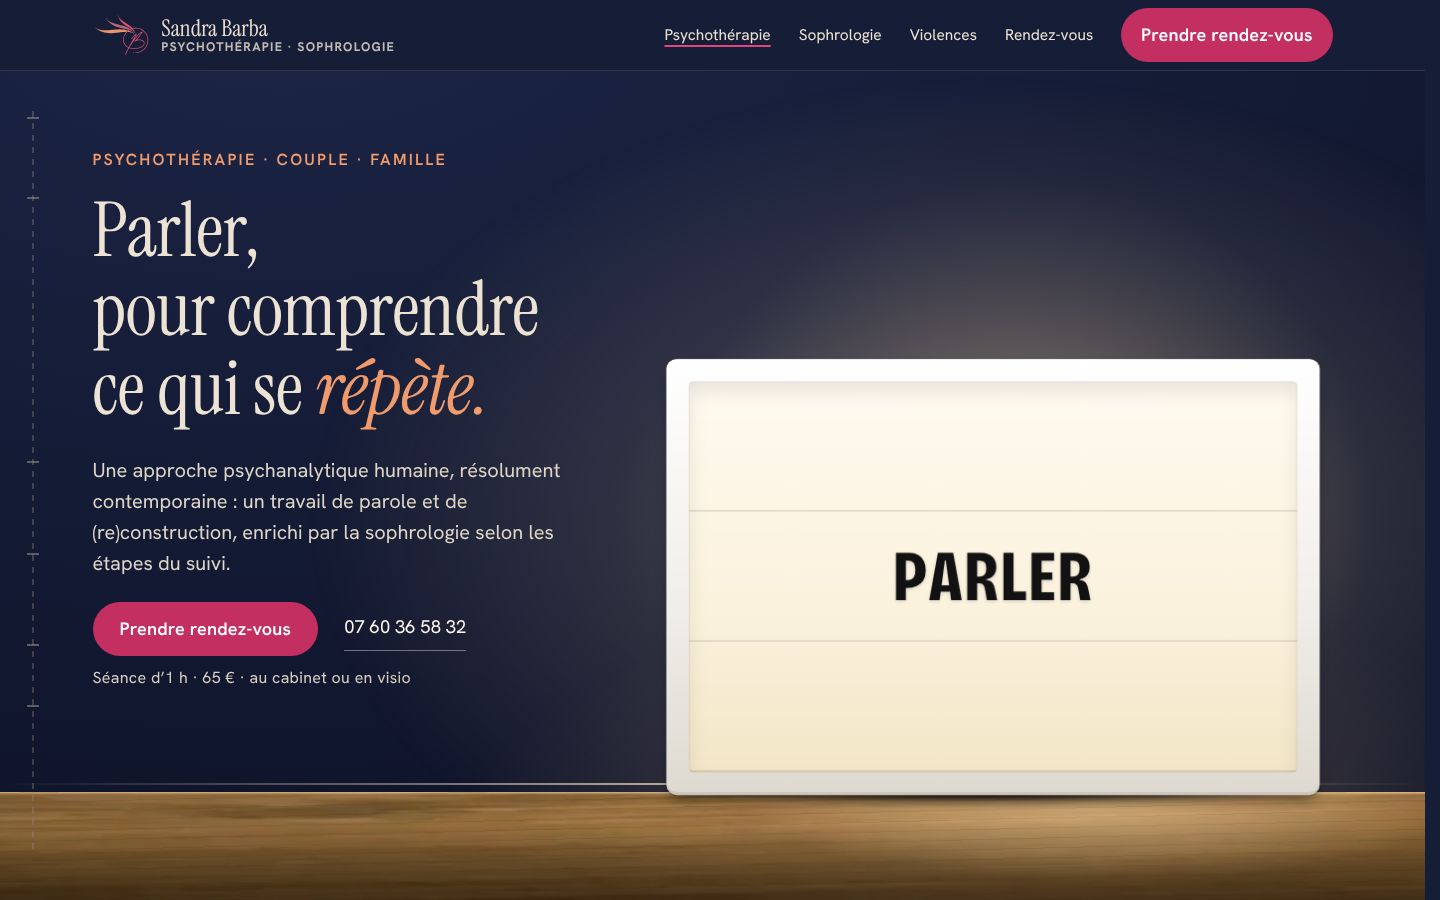 Sandra Barba
PSYCHOTHÉRAPIE · SOPHROLOGIE
Psychothérapie
Sophrologie
Violences
Rendez-vous
Prendre rendez-vous
PSYCHOTHÉRAPIE · COUPLE · FAMILLE
Parler,
pour comprendre
ce qui se répète.
Une approche psychanalytique humaine, résolument
contemporaine : un travail de parole et de
(re)construction, enrichi par la sophrologie selon les
étapes du suivi.
Prendre rendez-vous
07 60 36 58 32
Séance d’1 h · 65 € · au cabinet ou en visio
PARLER